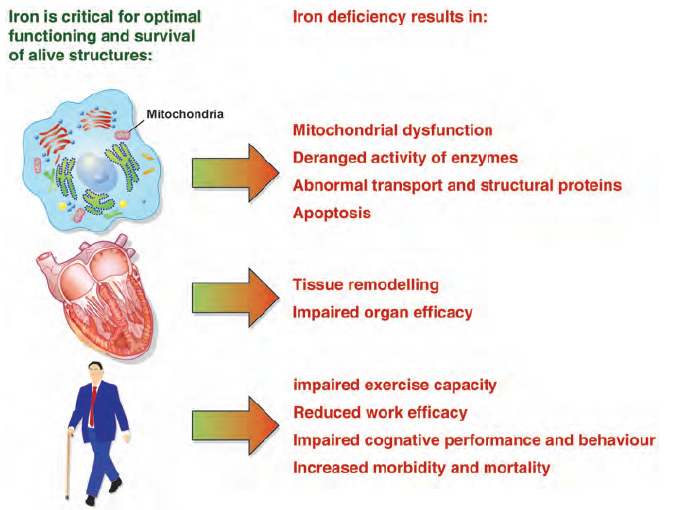 Iron is critical for optimal
functioning and survival
of alive structures:
Iron deficiency results in:
Mitochondria
Mitochondrial dysfunction
Deranged activity of enzymes
Abnormal transport and structural proteins
Apoptosis
Tissue remodelling
Impaired organ efficacy
impaired exercise capacity
Reduced work efficacy
Impaired cognitive performance and behaviour
Increased morbidity and mortality